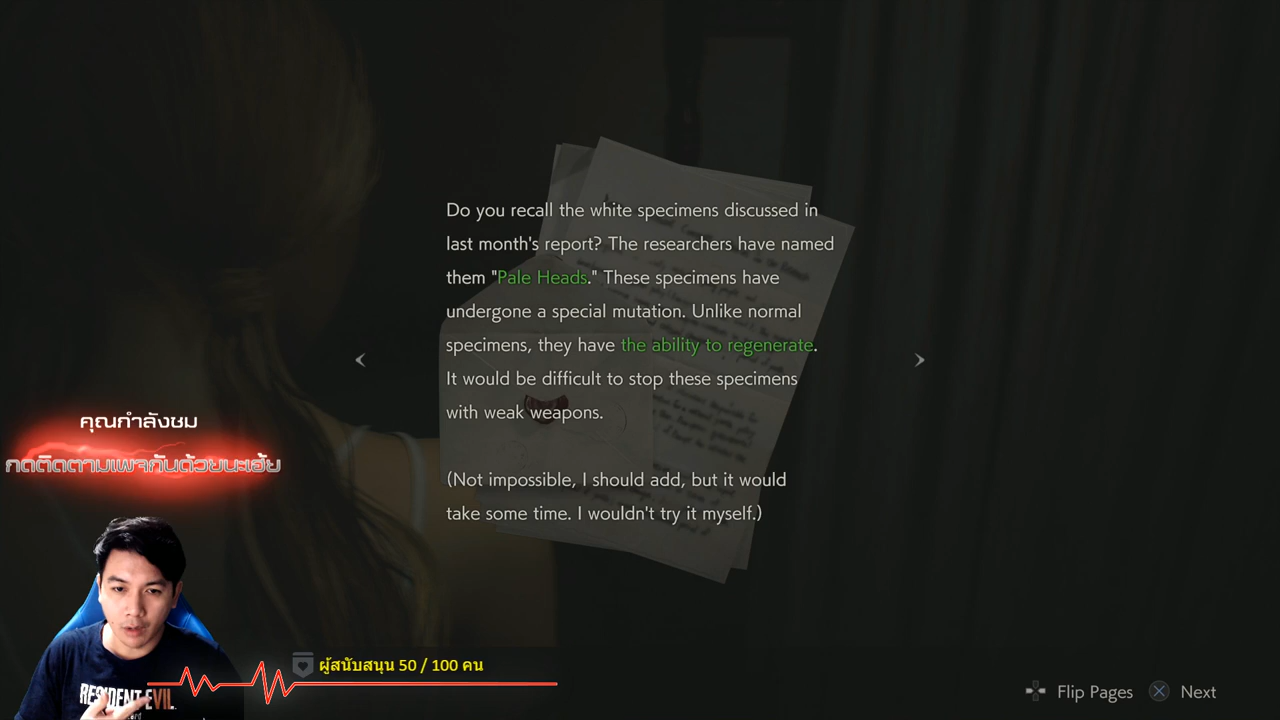 Do you recall the white specimens discussed in
last month's report? The researchers have named
them "Pale Heads." These specimens have
undergone a special mutation. Unlike normal
specimens, they have the ability to regenerate.
It would be difficult to stop these specimens
with weak weapons.
(Not impossible, I should add, but it would
take some time. I wouldn't try it myself.)
คุณกำลังชม
กดติดตามเพจกันด้วยนะเฮ้ย
RESIDENT EVIL
ผู้สนับสนุน 50 / 100 คน
Flip Pages
Next